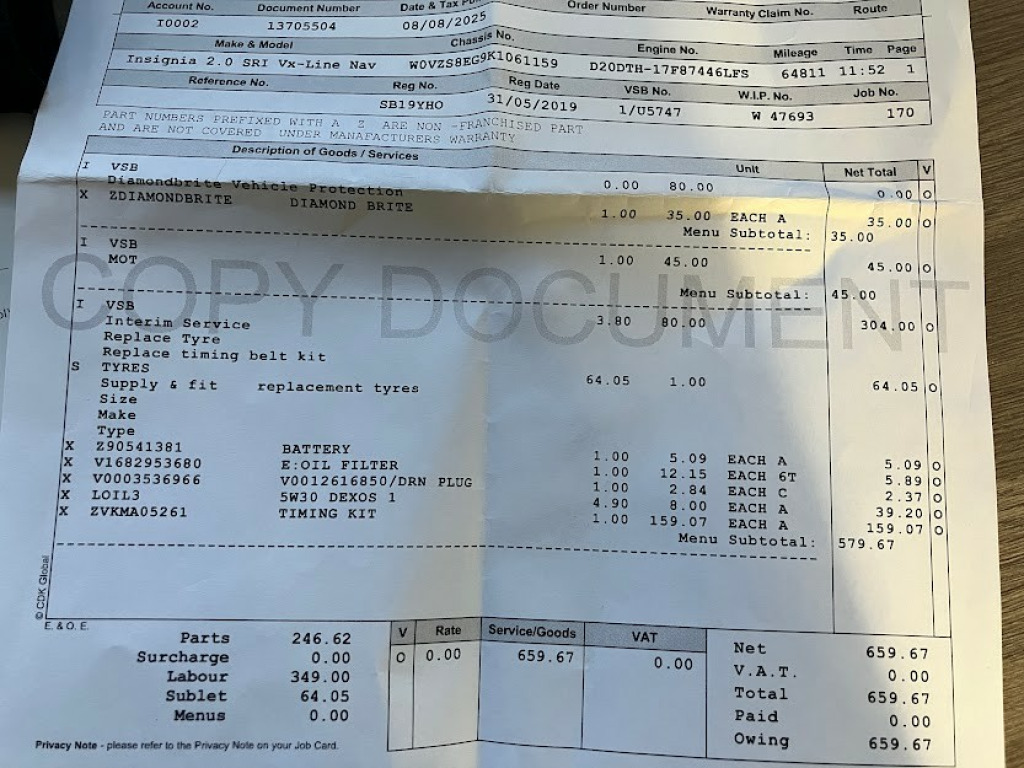 Account No. Document Number Date & Tax Order Number Warranty Claim No. Route
I0002 13705504 08/08/2025
Make & Model Chassis No. Engine No. Mileage Time Page
Insignia 2.0 SRI Vx-Line Nav W0VZS8EG9K1061159 D20DTH-17F87446LFS 64811 11:52 1
Reference No. Reg No. Reg Date VSB No. W.I.P. No. Job No.
SB19YHO 31/05/2019 1/U5747 W 47693 170
PART NUMBERS PREFIXED WITH A Z ARE NON -FRANCHISED PART
AND ARE NOT COVERED UNDER MANAFACTURERS WARRANTY
Description of Goods / Services Unit Net Total V
I VSB
Diamondbrite Vehicle Protection 0.00 80.00 0.00 O
X ZDIAMONDBRITE DIAMOND BRITE 1.00 35.00 EACH A 35.00 O
Menu Subtotal: 35.00
I VSB
MOT 1.00 45.00 45.00 O
COPY DOCUMENT
Menu Subtotal: 45.00
I VSB
Interim Service 3.80 80.00 304.00 O
Replace Tyre
Replace timing belt kit
S TYRES
Supply & fit replacement tyres 64.05 1.00 64.05 O
Size
Make
Type
X Z90541381 BATTERY 1.00 5.09 EACH A 5.09 O
X V1682953680 E:OIL FILTER 1.00 12.15 EACH 6T 5.89 O
X V0003536966 V0012616850/DRN PLUG 1.00 2.84 EACH C 2.37 O
X LOIL3 5W30 DEXOS 1 4.90 8.00 EACH A 39.20 O
X ZVKMA05261 TIMING KIT 1.00 159.07 EACH A 159.07 O
Menu Subtotal: 579.67
© CDK Global
E. & O. E.
Parts 246.62
Surcharge 0.00
Labour 349.00
Sublet 64.05
Menus 0.00
V Rate Service/Goods VAT
O 0.00 659.67 0.00
Net 659.67
V.A.T. 0.00
Total 659.67
Paid 0.00
Owing 659.67
Privacy Note - please refer to the Privacy Note on your Job Card.